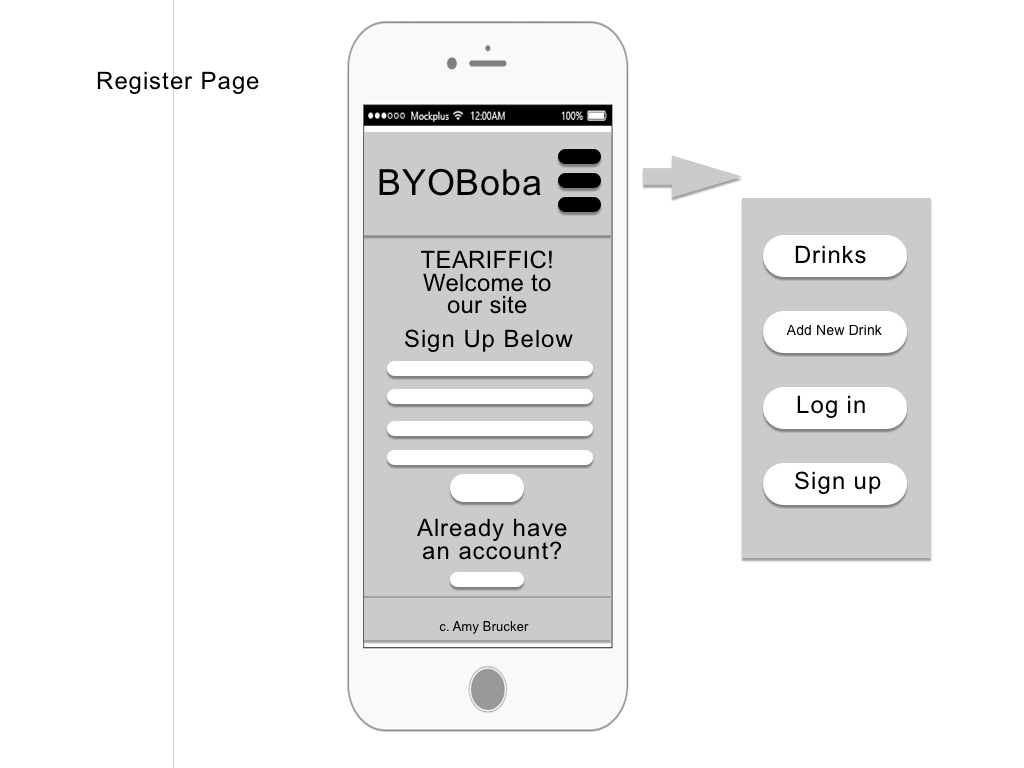 Register Page
Mockplus 12:00AM 100%
BYOBoba
TEARIFFIC!
Welcome to
our site
Sign Up Below
Already have
an account?
c. Amy Brucker
Drinks
Add New Drink
Log in
Sign up